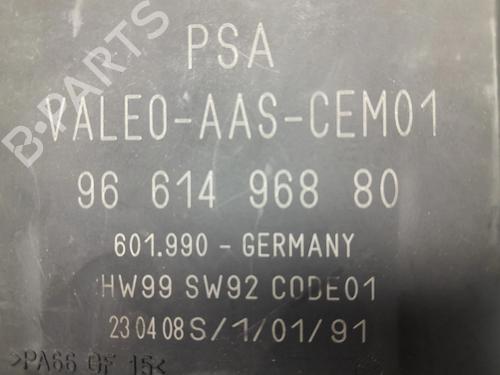 PSA
VALEO-AAS-CEM01
96 614 968 80
601.990 - GERMANY
HW99 SW92 CODE01
230408S/1/01/91
>PA66 GF 15<
B-PARTS